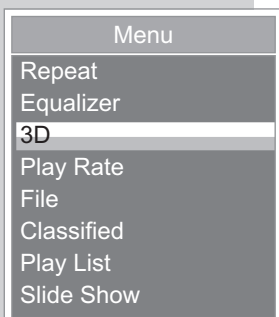 Menu
Repeat
Equalizer
3D
Play Rate
File
Classified
Play List
Slide Show